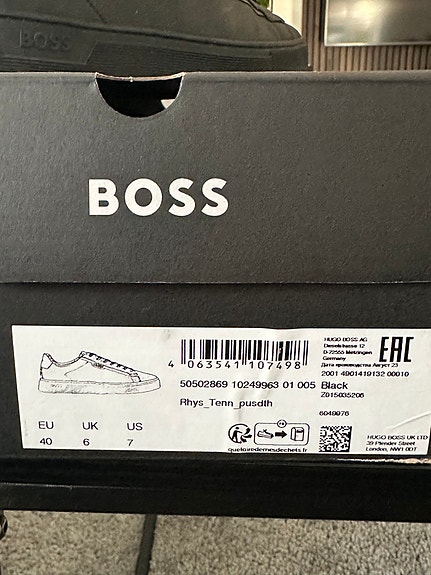 BOSS
BOSS
4 063541 107498
50502869 10249963 01 005 Black
Rhys_Tenn_pusdth
EU UK US
40 6 7
quefairedemesdechets.fr
HUGO BOSS AG
Dieselstrasse 12
D-72555 Metzingen
Germany
Дата производства Август 23
EAC
2001 4901419132 00010
Z015035206
6049976
HUGO BOSS UK LTD
39 Plender Street
London, NW1 0DT